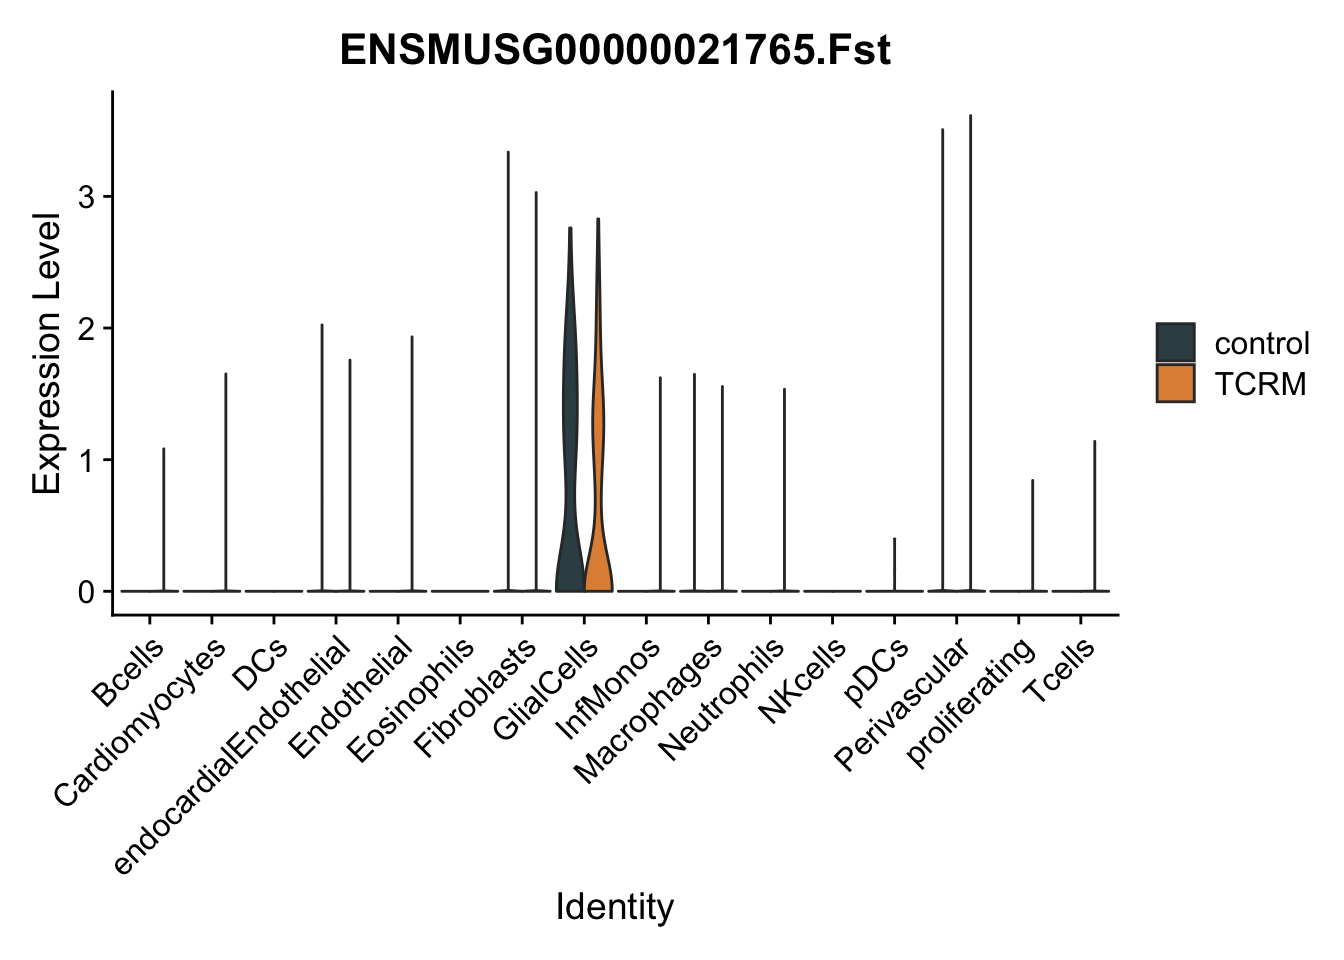 ENSMUSG00000021765.Fst
Expression Level
3
2
1
0
Bcells
Cardiomyocytes
DCs
endocardialEndothelial
Endothelial
Eosinophils
Fibroblasts
GlialCells
InfMonos
Macrophages
Neutrophils
NKcells
pDCs
Perivascular
proliferating
Tcells
Identity
control
TCRM